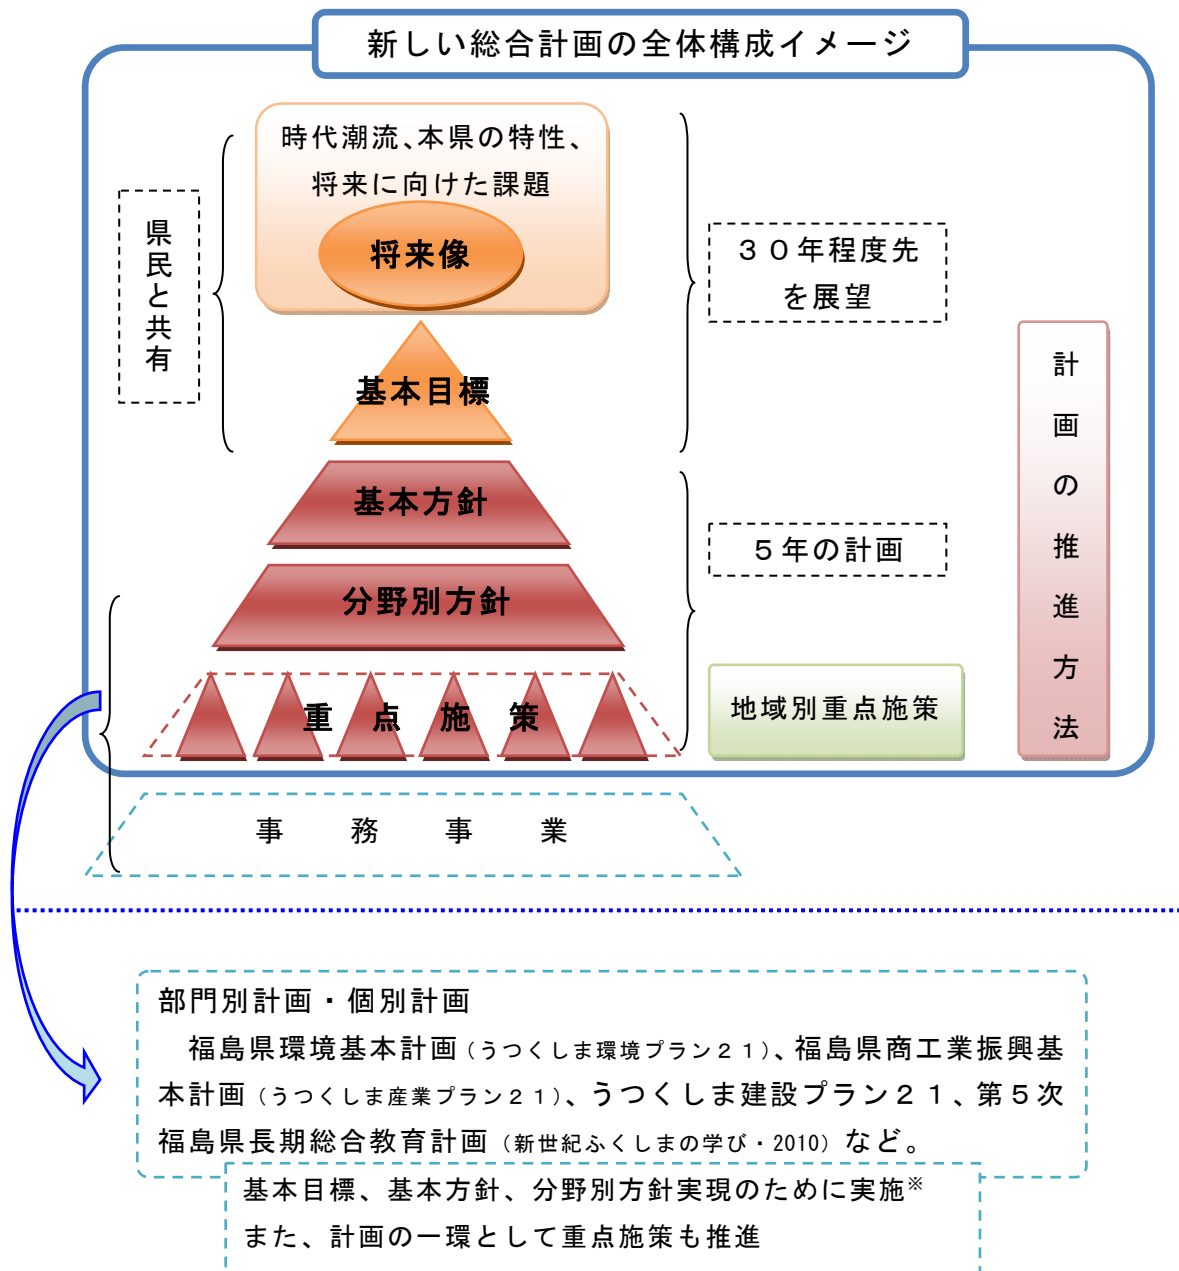 新しい総合計画の全体構成イメージ
時代潮流、本県の特性、
将来に向けた課題
将来像
県民と共有
３０年程度先
を展望
基本目標
基本方針
５年の計画
分野別方針
重点施策
地域別重点施策
計画の推進方法
事務事業
部門別計画・個別計画
福島県環境基本計画（うつくしま環境プラン２１）、福島県商工業振興基
本計画（うつくしま産業プラン２１）、うつくしま建設プラン２１、第５次
福島県長期総合教育計画（新世紀ふくしまの学び・2010）など。
基本目標、基本方針、分野別方針実現のために実施※
また、計画の一環として重点施策も推進